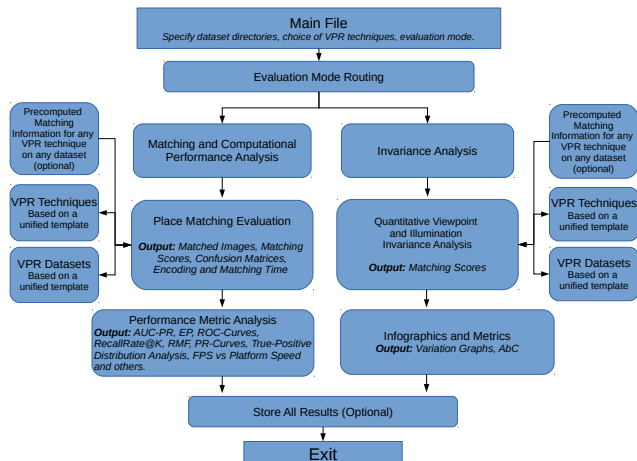 Main File
Specify dataset directories, choice of VPR techniques, evaluation mode.
Evaluation Mode Routing
Precomputed
Matching
Information for any
VPR technique
on any dataset
(optional)
Matching and Computational
Performance Analysis
Invariance Analysis
Precomputed
Matching
Information for any
VPR technique
on any dataset
(optional)
VPR Techniques
Based on a
unified template
Place Matching Evaluation
Output: Matched Images, Matching
Scores, Confusion Matrices,
Encoding and Matching Time
Quantitative Viewpoint
and Illumination
Invariance Analysis
Output: Matching Scores
VPR Techniques
Based on a
unified template
VPR Datasets
Based on a
unified template
VPR Datasets
Based on a
unified template
Performance Metric Analysis
Output: AUC-PR, EP, ROC-Curves,
RecallRate@K, RMF, PR-Curves, True-Positive
Distribution Analysis, FPS vs Platform Speed
and others.
Infographics and Metrics
Output: Variation Graphs, AbC
Store All Results (Optional)
Exit